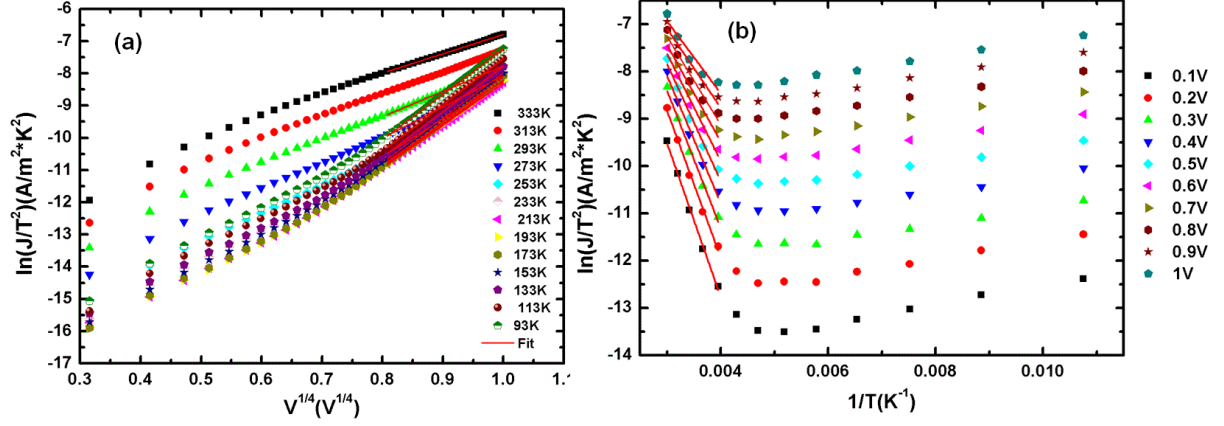 (a)
-6
-7
-8
-9
-10
-11
-12
-13
-14
-15
-16
-17
ln(J/T²)(A/m²*K²)
0.3 0.4 0.5 0.6 0.7 0.8 0.9 1.0 1.1
V^1/4(V^1/4)
333K
313K
293K
273K
253K
233K
213K
193K
173K
153K
133K
113K
93K
Fit
(b)
-7
-8
-9
-10
-11
-12
-13
-14
ln(J/T²)(A/m²*K²)
0.004 0.006 0.008 0.010
1/T(K⁻¹)
0.1V
0.2V
0.3V
0.4V
0.5V
0.6V
0.7V
0.8V
0.9V
1V